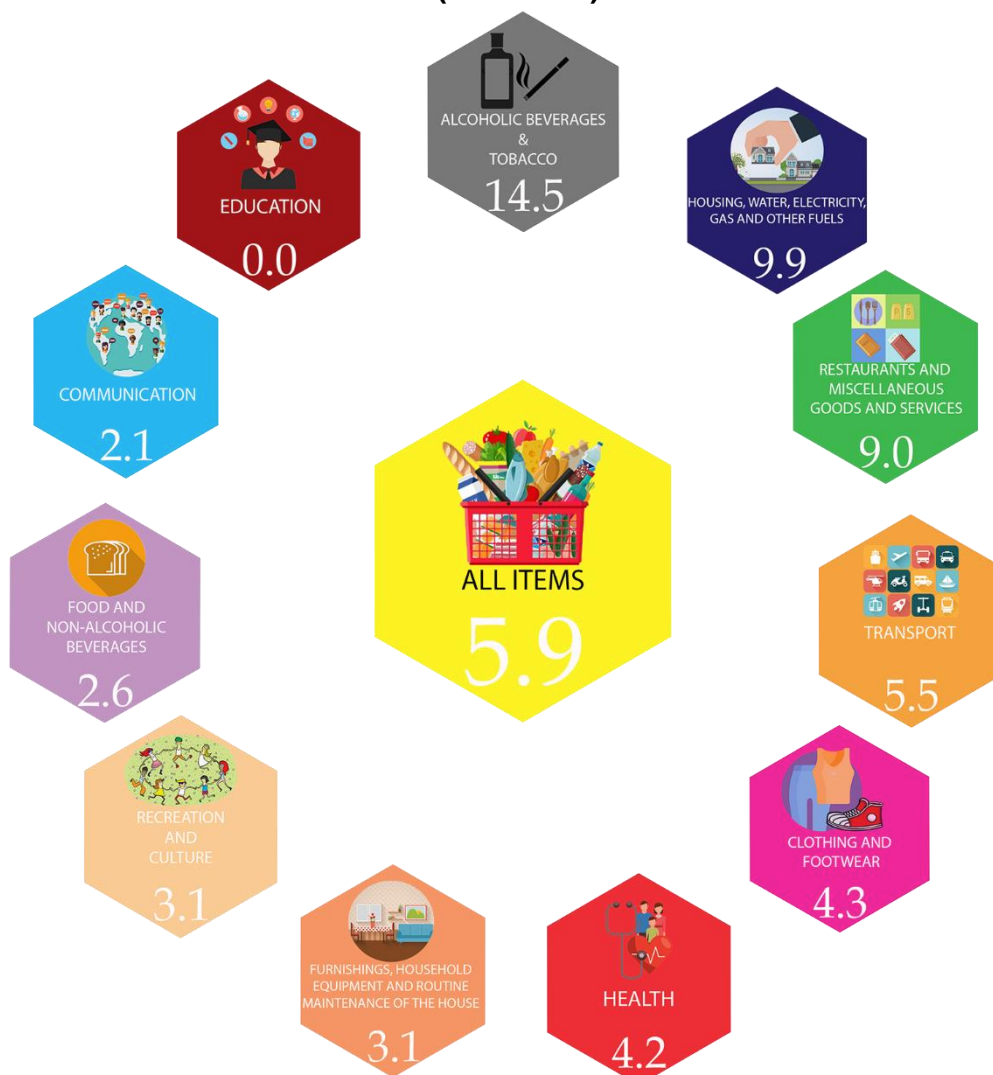 ALCOHOLIC BEVERAGES
&
TOBACCO
14.5
HOUSING, WATER, ELECTRICITY,
GAS AND OTHER FUELS
9.9
RESTAURANTS AND
MISCELLANEOUS
GOODS AND SERVICES
9.0
TRANSPORT
5.5
CLOTHING AND
FOOTWEAR
4.3
HEALTH
4.2
FURNISHINGS, HOUSEHOLD
EQUIPMENT AND ROUTINE
MAINTENANCE OF THE HOUSE
3.1
RECREATION
AND
CULTURE
3.1
FOOD AND
NON-ALCOHOLIC
BEVERAGES
2.6
COMMUNICATION
2.1
EDUCATION
0.0
ALL ITEMS
5.9